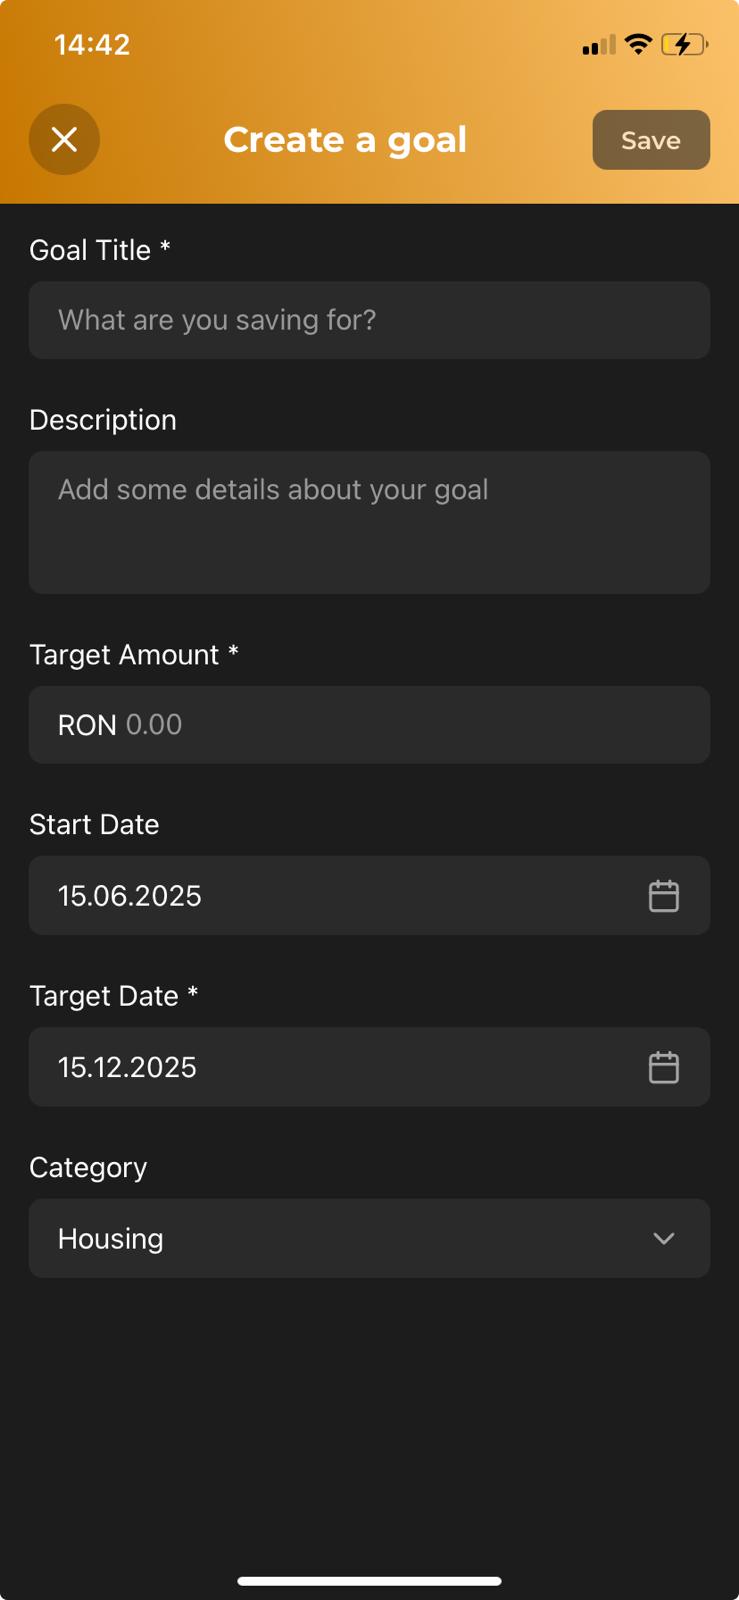 14:42
Create a goal
Save
Goal Title *
What are you saving for?
Description
Add some details about your goal
Target Amount *
RON 0.00
Start Date
15.06.2025
Target Date *
15.12.2025
Category
Housing